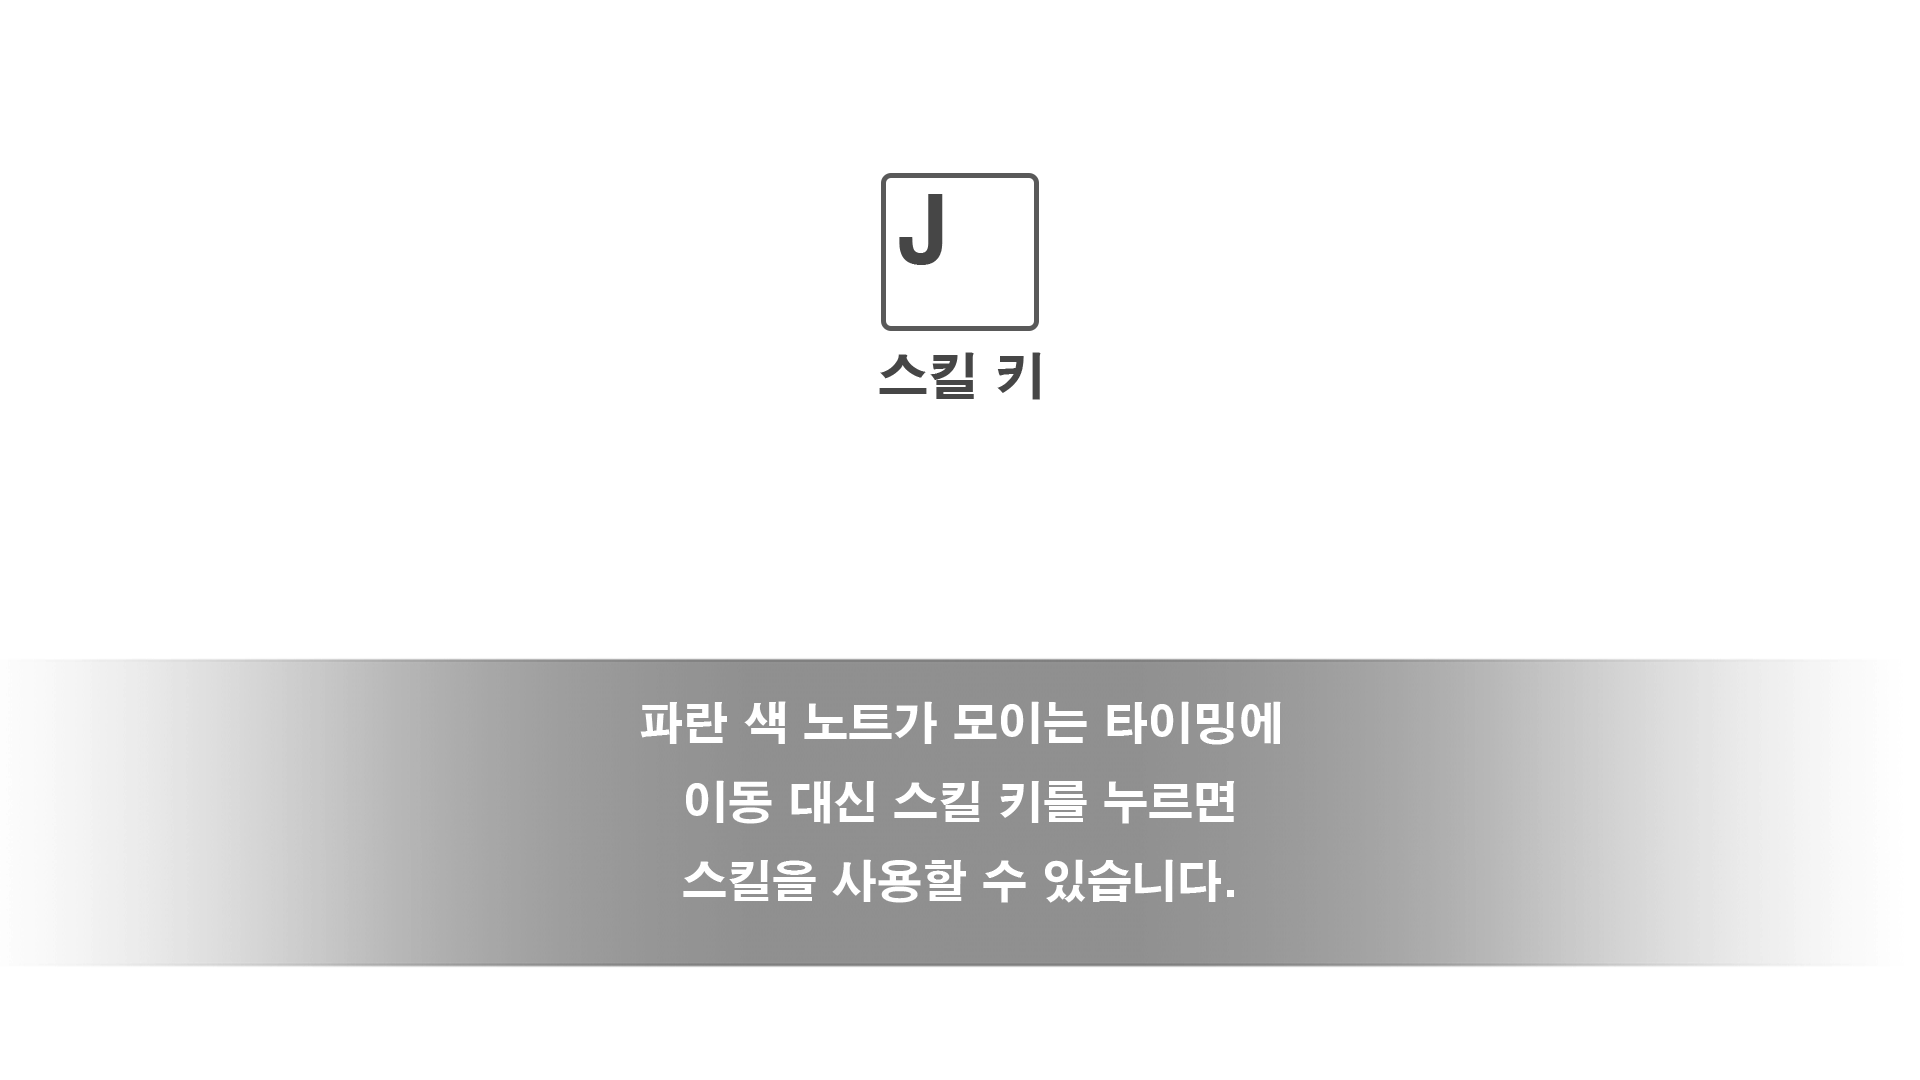 J
스킬 키
파란 색 노트가 모이는 타이밍에
이동 대신 스킬 키를 누르면
스킬을 사용할 수 있습니다.